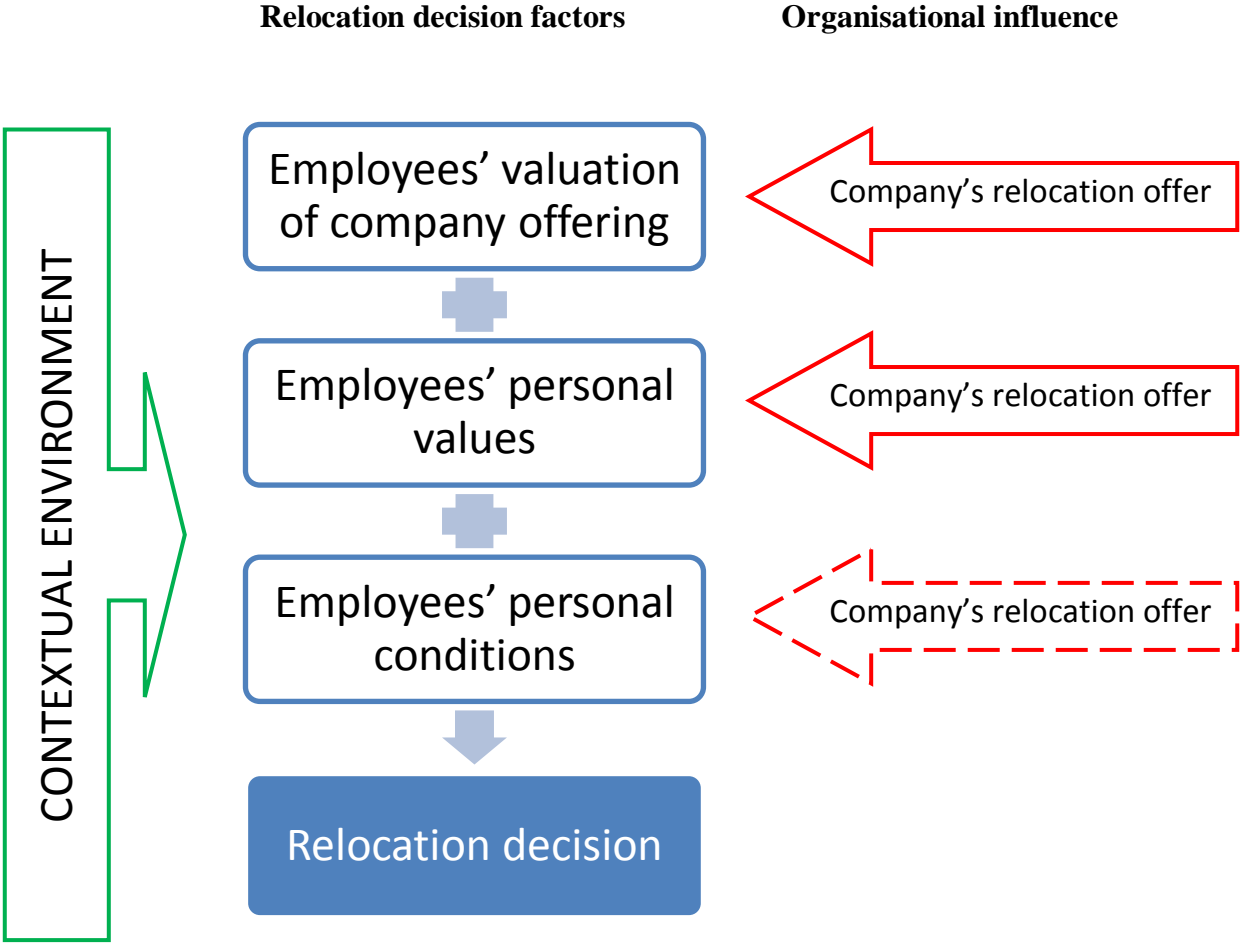 Relocation decision factors
Organisational influence
CONTEXTUAL ENVIRONMENT
Employees’ valuation
of company offering
Company’s relocation offer
Employees’ personal
values
Company’s relocation offer
Employees’ personal
conditions
Company’s relocation offer
Relocation decision